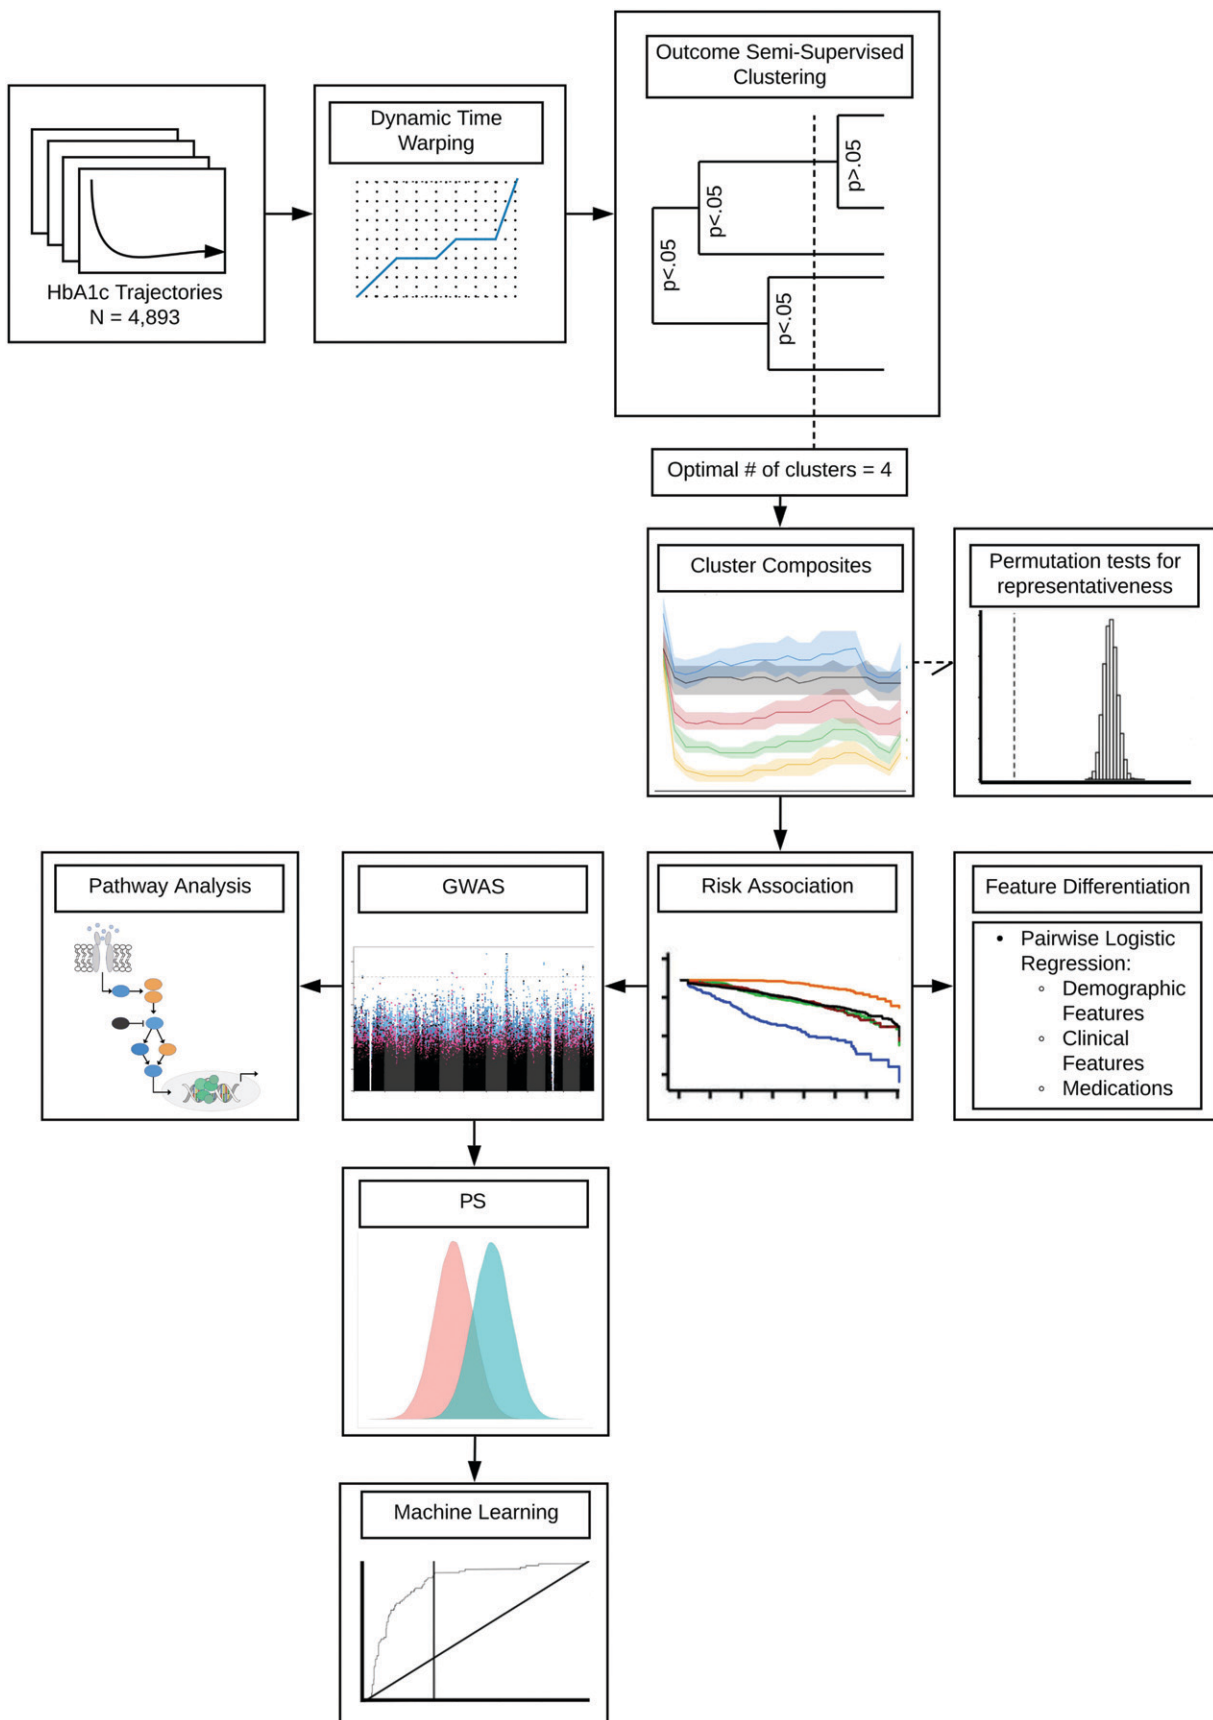 HbA1c Trajectories
N = 4,893
Dynamic Time
Warping
Outcome Semi-Supervised
Clustering
p<.05
p<.05
p>.05
p<.05
Optimal # of clusters = 4
Cluster Composites
Permutation tests for
representativeness
Pathway Analysis
GWAS
Risk Association
Feature Differentiation
• Pairwise Logistic
Regression:
◦ Demographic
Features
◦ Clinical
Features
◦ Medications
PS
Machine Learning